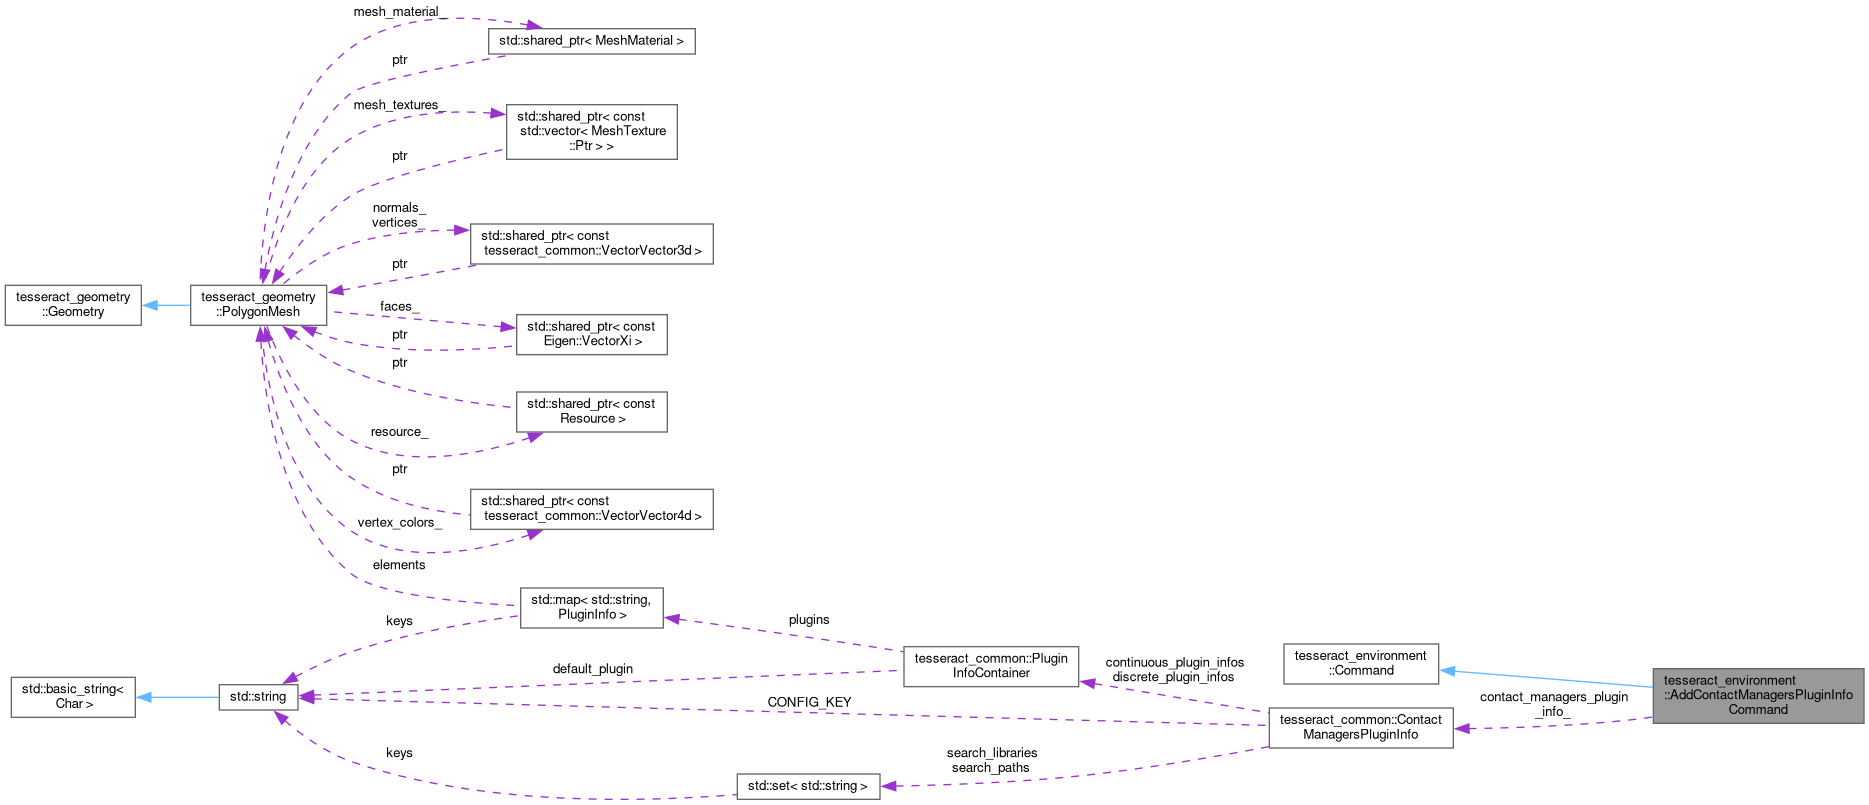 mesh_material_
std::shared_ptr< MeshMaterial >
ptr
mesh_textures_
std::shared_ptr< const
std::vector< MeshTexture
::Ptr > >
ptr
normals_
vertices_
std::shared_ptr< const
tesseract_common::VectorVector3d >
ptr
tesseract_geometry
::Geometry
tesseract_geometry
::PolygonMesh
faces_
std::shared_ptr< const
Eigen::VectorXi >
ptr
ptr
std::shared_ptr< const
Resource >
resource_
ptr
std::shared_ptr< const
tesseract_common::VectorVector4d >
vertex_colors_
elements
std::map< std::string,
PluginInfo >
keys
plugins
tesseract_common::Plugin
InfoContainer
default_plugin
continuous_plugin_infos
discrete_plugin_infos
tesseract_environment
::Command
tesseract_environment
::AddContactManagersPluginInfo
Command
std::basic_string<
Char >
std::string
CONFIG_KEY
contact_managers_plugin
_info_
tesseract_common::Contact
ManagersPluginInfo
keys
search_libraries
search_paths
std::set< std::string >